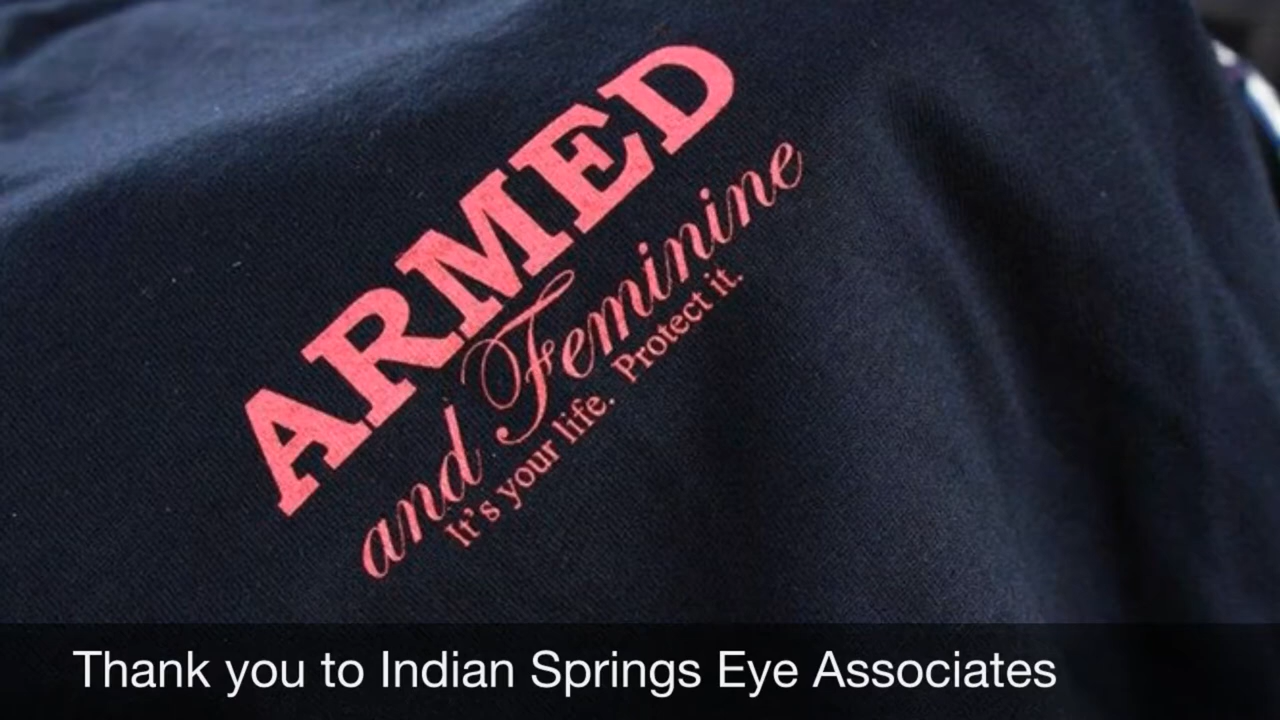 ARMED
and Feminine
It's your life. Protect it.
Thank you to Indian Springs Eye Associates